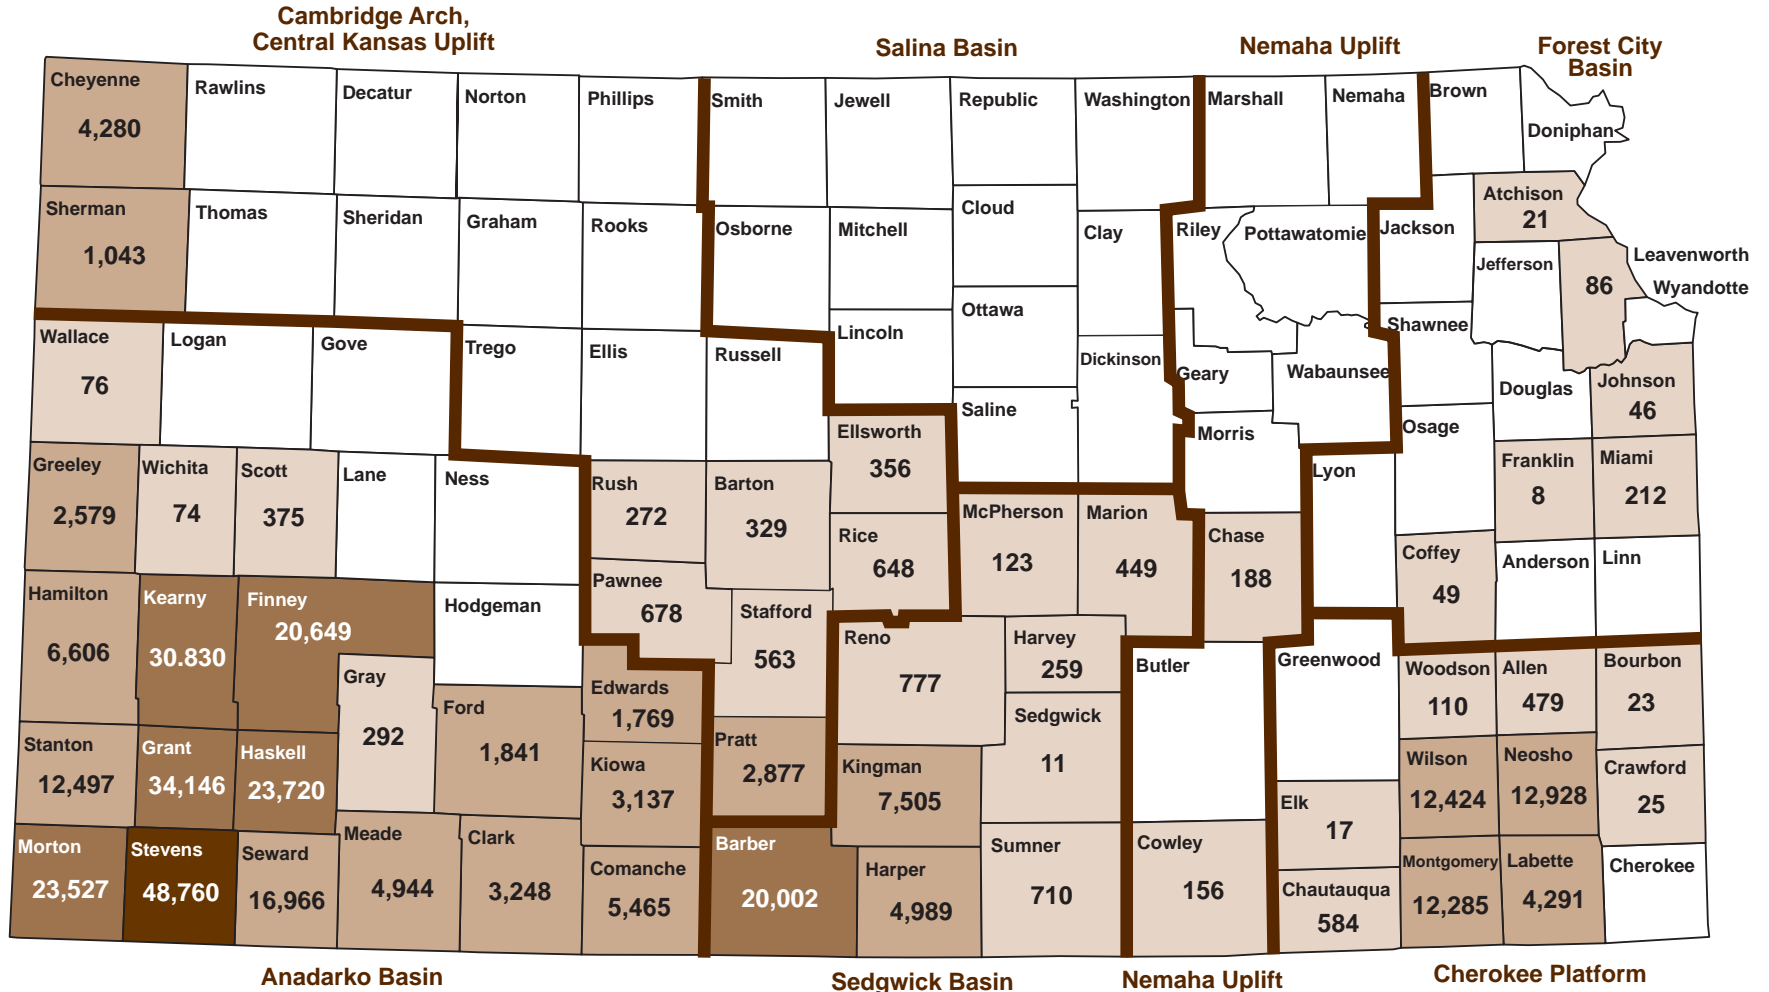 Cambridge Arch,
Central Kansas Uplift
Salina Basin
Nemaha Uplift
Forest City
Basin
Cheyenne
4,280
Rawlins
Decatur
Norton
Phillips
Smith
Jewell
Republic
Washington
Marshall
Nemaha
Brown
Doniphan
Sherman
1,043
Thomas
Sheridan
Graham
Rooks
Osborne
Mitchell
Cloud
Clay
Riley
Pottawatomie
Jackson
Atchison
21
Jefferson
86
Leavenworth
Wyandotte
Wallace
76
Logan
Gove
Trego
Ellis
Russell
Lincoln
Ottawa
Dickinson
Geary
Wabaunsee
Shawnee
Douglas
Johnson
46
Saline
Morris
Osage
Ellsworth
356
Greeley
2,579
Wichita
74
Scott
375
Lane
Ness
Rush
272
Barton
329
Rice
648
McPherson
123
Marion
449
Chase
188
Lyon
Franklin
8
Miami
212
Coffey
49
Anderson
Linn
Hamilton
6,606
Kearny
30.830
Finney
20,649
Hodgeman
Pawnee
678
Stafford
563
Reno
777
Harvey
259
Butler
Greenwood
Woodson
110
Allen
479
Bourbon
23
Gray
292
Ford
1,841
Edwards
1,769
Sedgwick
11
Stanton
12,497
Grant
34,146
Haskell
23,720
Kiowa
3,137
Pratt
2,877
Kingman
7,505
Elk
17
Wilson
12,424
Neosho
12,928
Crawford
25
Morton
23,527
Stevens
48,760
Seward
16,966
Meade
4,944
Clark
3,248
Comanche
5,465
Barber
20,002
Harper
4,989
Sumner
710
Cowley
156
Chautauqua
584
Montgomery
12,285
Labette
4,291
Cherokee
Anadarko Basin
Sedgwick Basin
Nemaha Uplift
Cherokee Platform